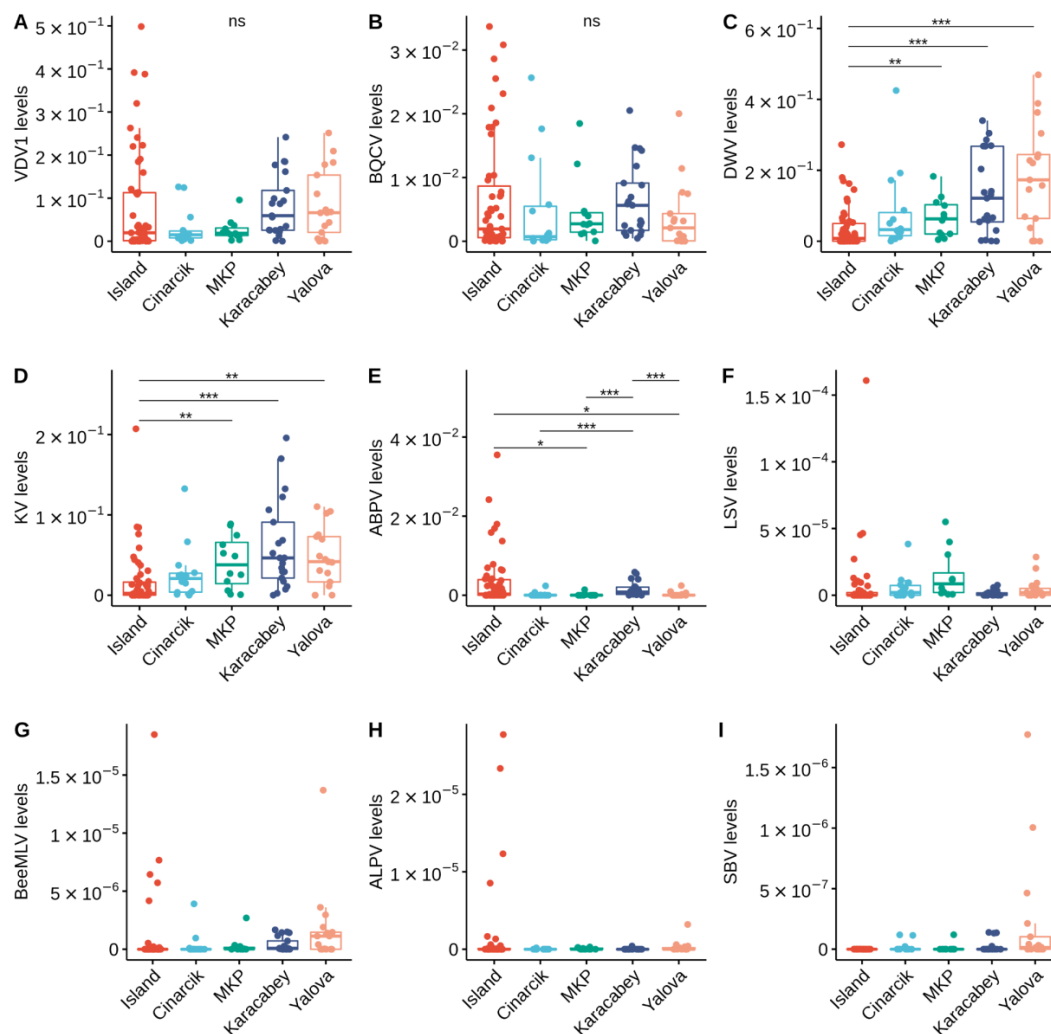 A
ns
VDV1 levels
5 × 10⁻¹
4 × 10⁻¹
3 × 10⁻¹
2 × 10⁻¹
1 × 10⁻¹
0
Island
Cinarcik
MKP
Karacabey
Yalova
B
ns
BQCV levels
3 × 10⁻²
2 × 10⁻²
1 × 10⁻²
0
Island
Cinarcik
MKP
Karacabey
Yalova
C
***
***
**
DWV levels
6 × 10⁻¹
4 × 10⁻¹
2 × 10⁻¹
0
Island
Cinarcik
MKP
Karacabey
Yalova
D
**
***
**
KV levels
2 × 10⁻¹
1 × 10⁻¹
0
Island
Cinarcik
MKP
Karacabey
Yalova
E
***
***
*
***
*
ABPV levels
4 × 10⁻²
2 × 10⁻²
0
Island
Cinarcik
MKP
Karacabey
Yalova
F
LSV levels
1.5 × 10⁻⁴
1 × 10⁻⁴
5 × 10⁻⁵
0
Island
Cinarcik
MKP
Karacabey
Yalova
G
BeeMLV levels
1.5 × 10⁻⁵
1 × 10⁻⁵
5 × 10⁻⁶
0
Island
Cinarcik
MKP
Karacabey
Yalova
H
ALPV levels
2 × 10⁻⁵
1 × 10⁻⁵
0
Island
Cinarcik
MKP
Karacabey
Yalova
I
SBV levels
1.5 × 10⁻⁶
1 × 10⁻⁶
5 × 10⁻⁷
0
Island
Cinarcik
MKP
Karacabey
Yalova